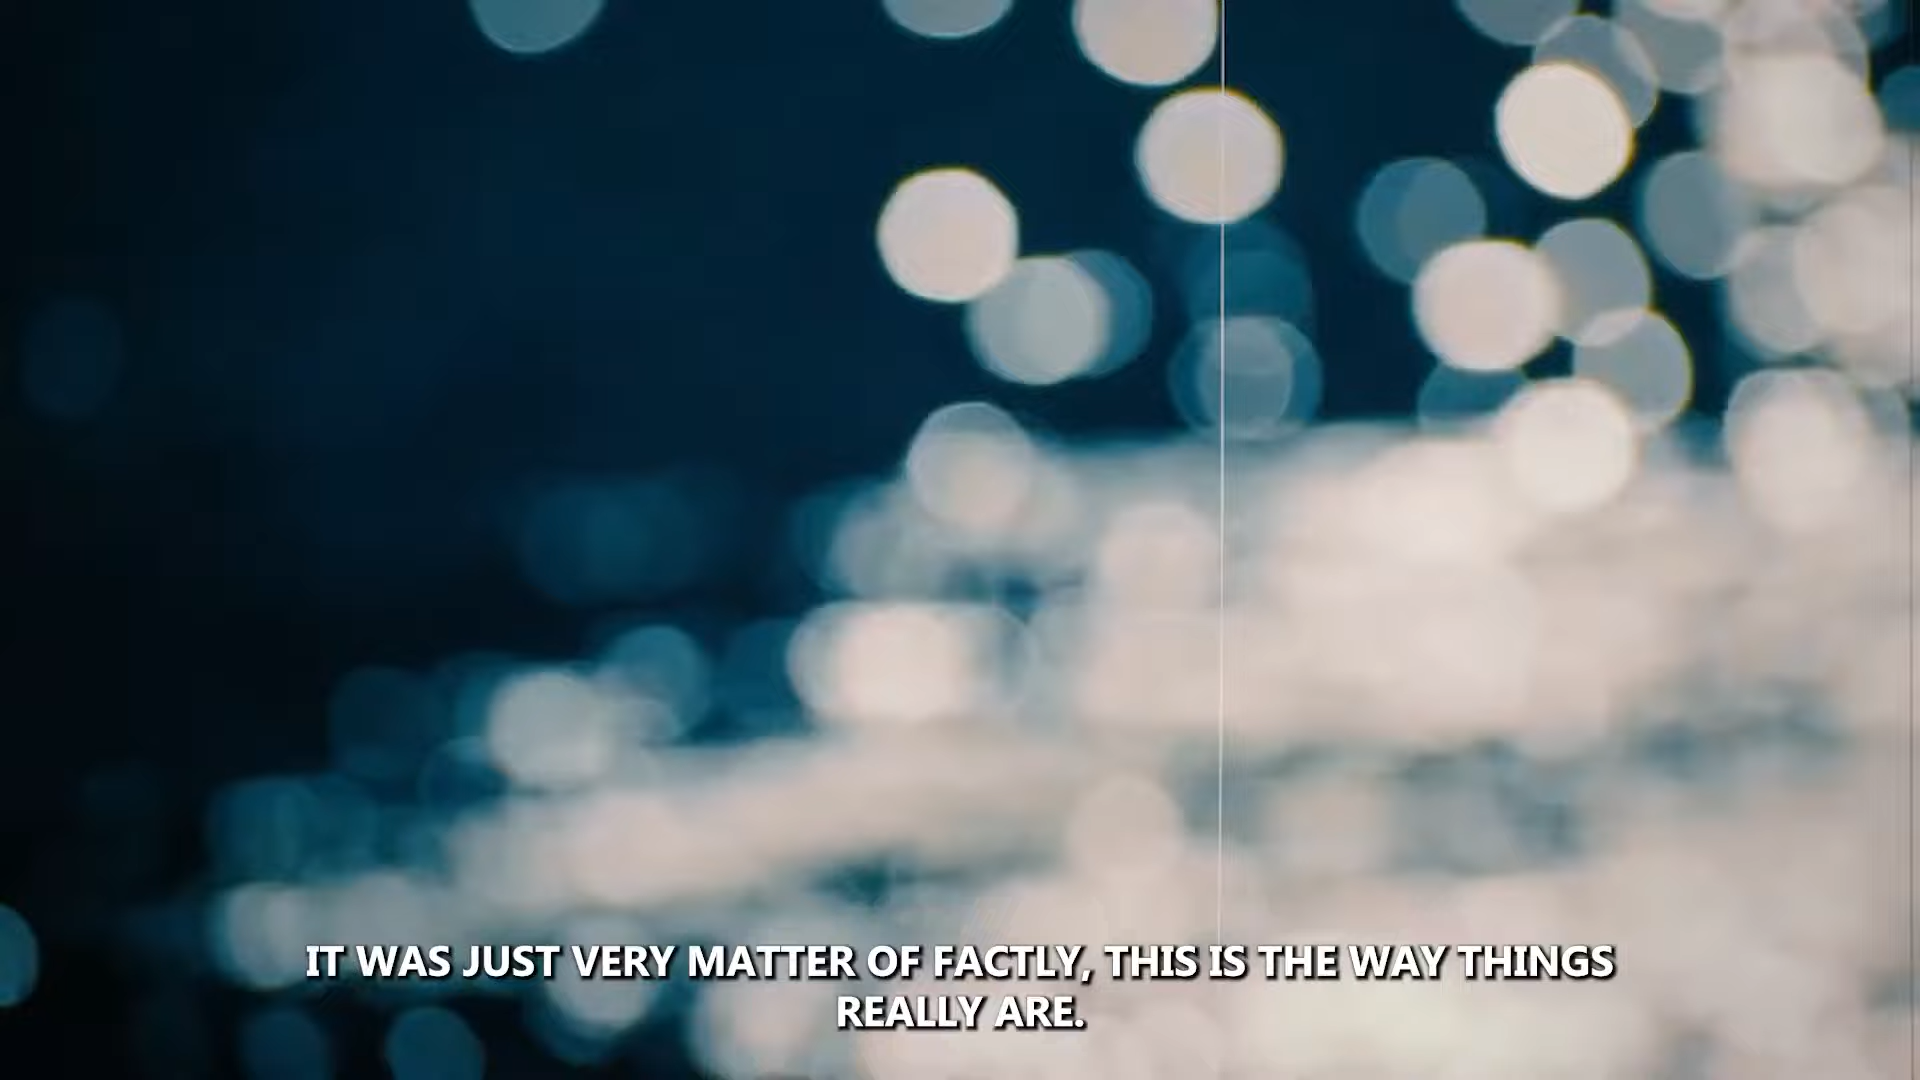 IT WAS JUST VERY MATTER OF FACTLY, THIS IS THE WAY THINGS
REALLY ARE.